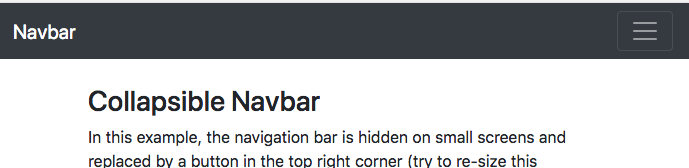 Navbar
Collapsible Navbar
In this example, the navigation bar is hidden on small screens and
replaced by a button in the top right corner (try to re-size this